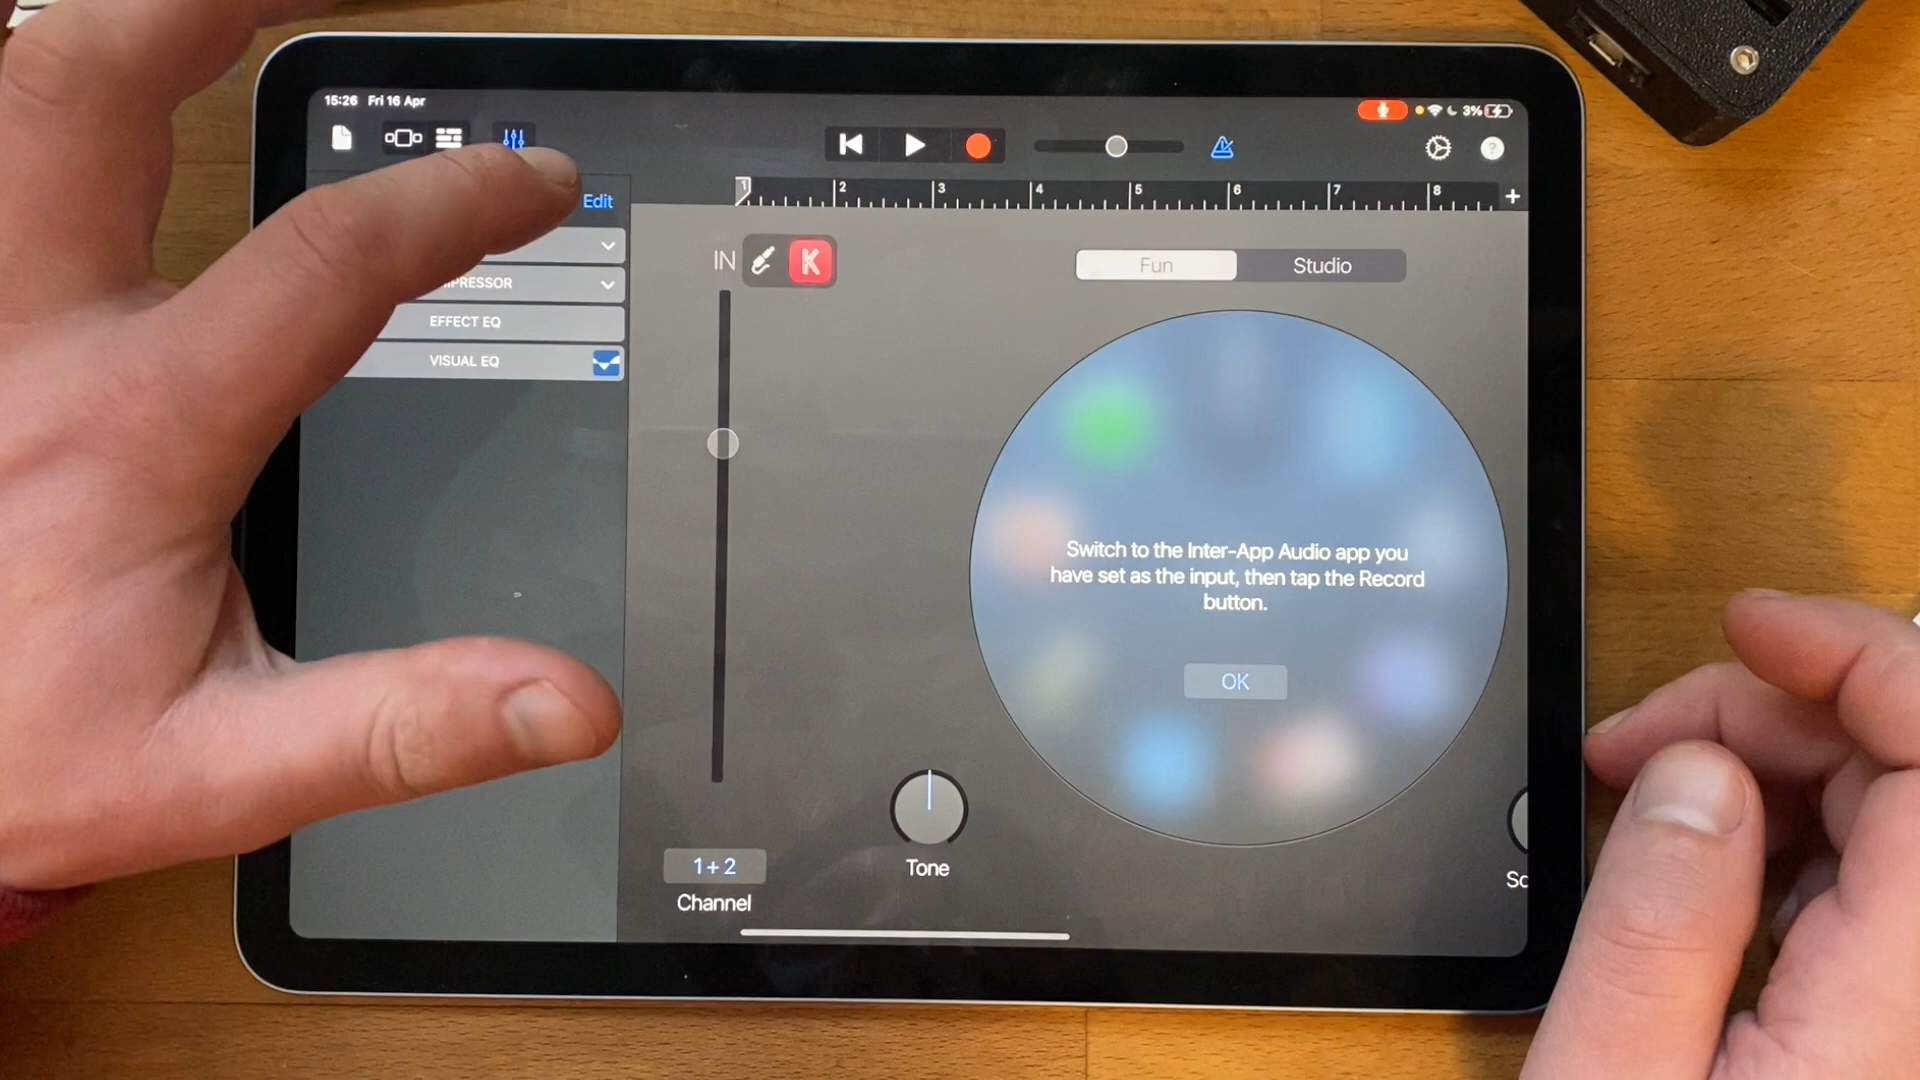 15:26 Fri 16 Apr
3%
?
Edit
1 2 3 4 5 6 7 8 +
IN K
Fun Studio
EFFECT EQ
VISUAL EQ
Switch to the Inter-App Audio app you
have set as the input, then tap the Record
button.
OK
1+2
Channel
Tone